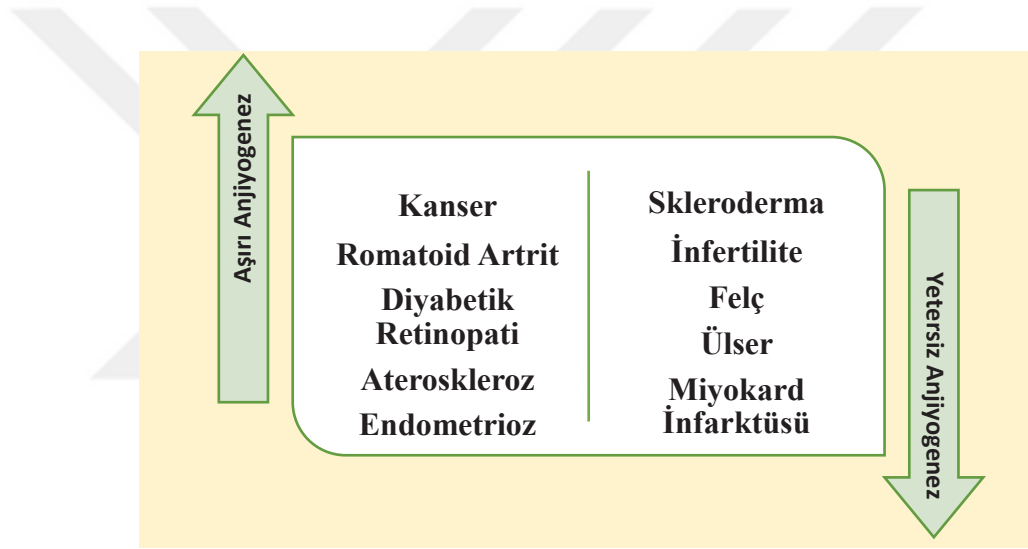 Aşırı Anjiyogenez
Kanser
Romatoid Artrit
Diyabetik
Retinopati
Ateroskleroz
Endometrioz
Skleroderma
İnfertilite
Felç
Ülser
Miyokard
İnfarktüsü
Yetersiz Anjiyogenez